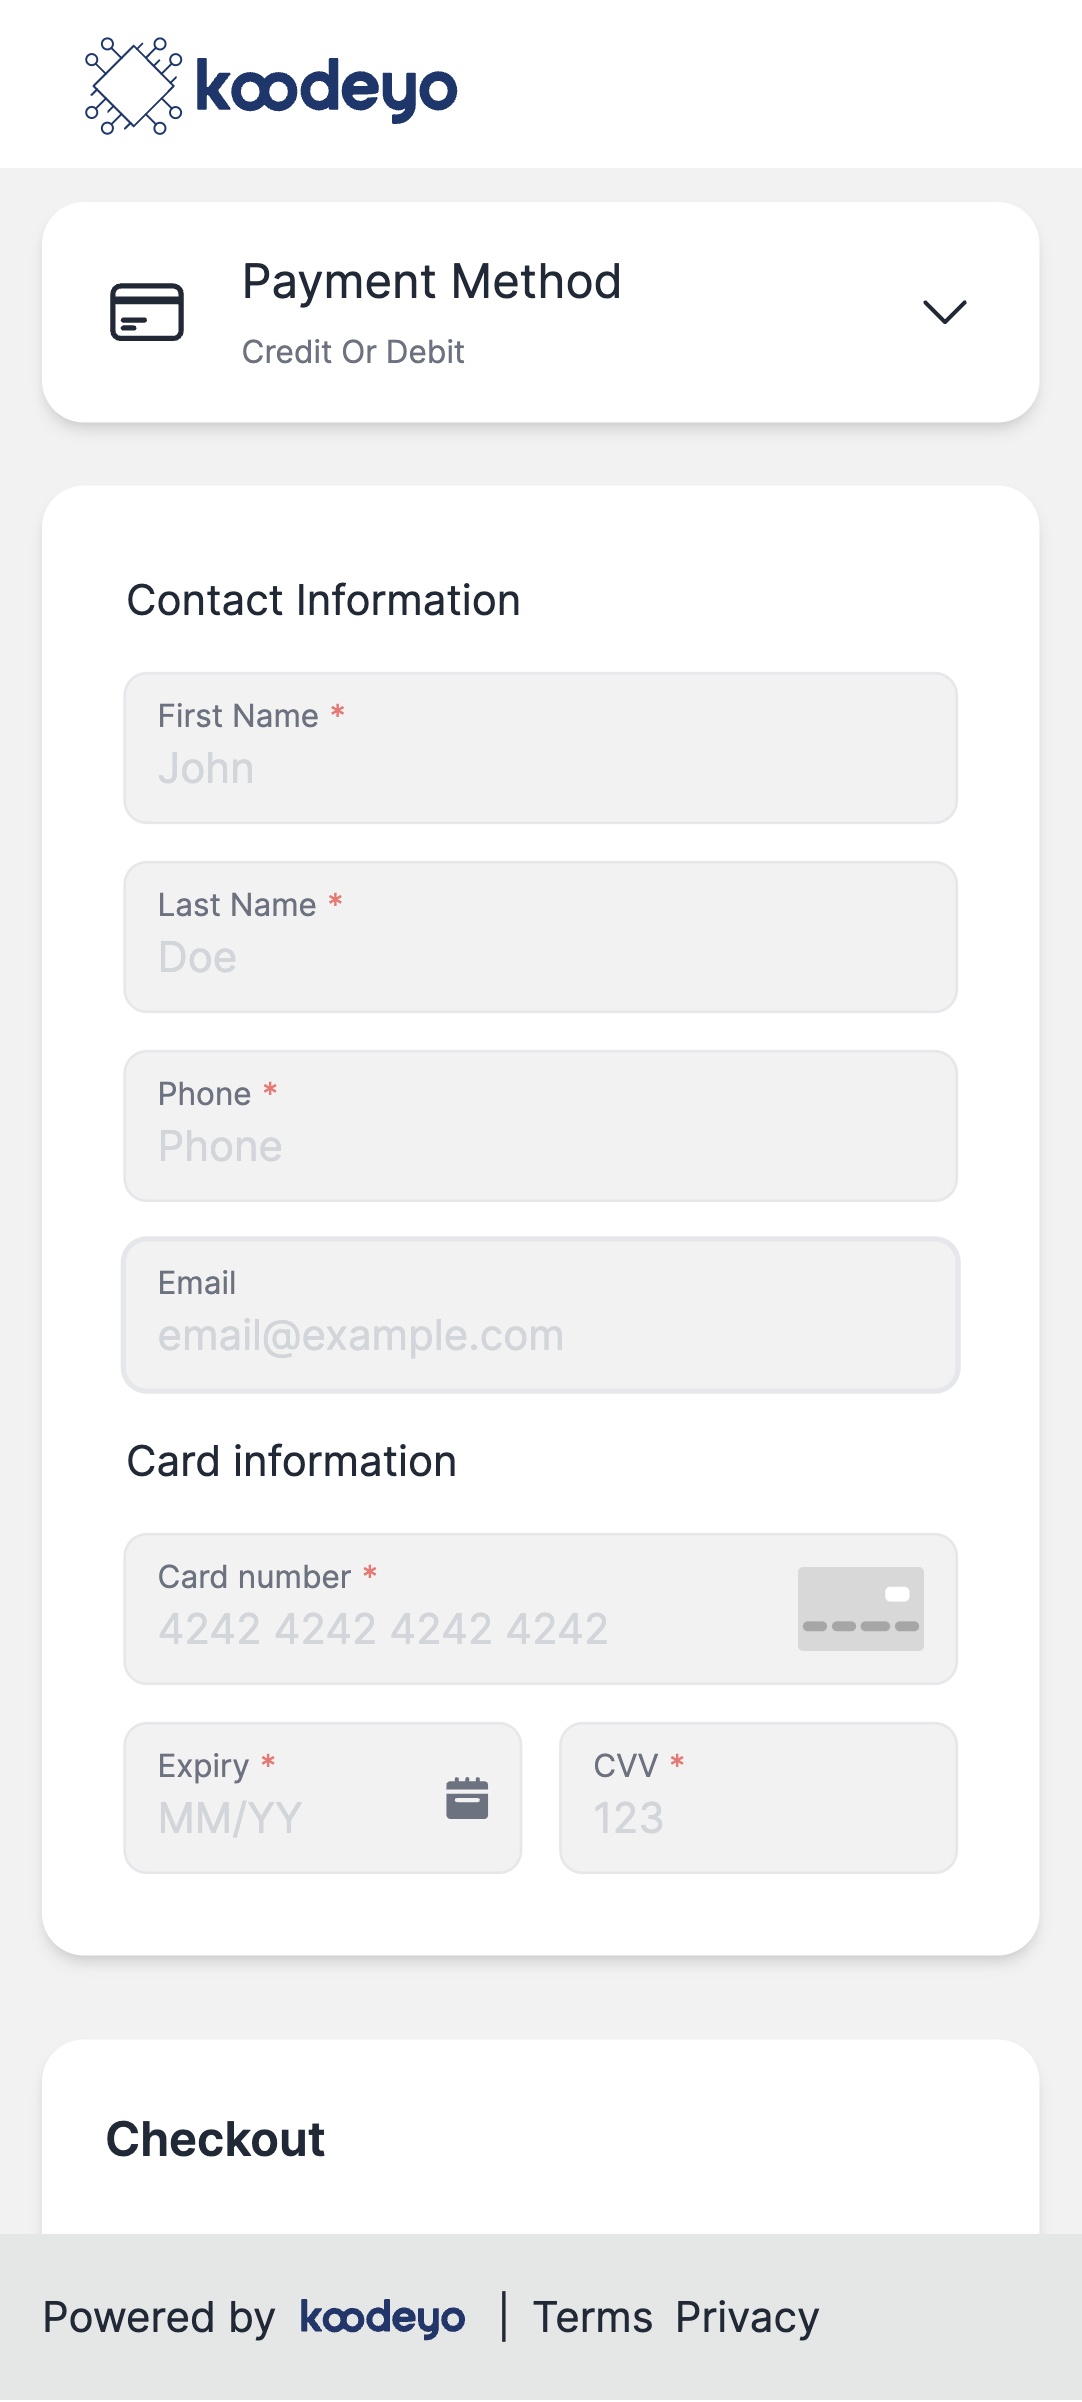 koodeyo
Payment Method
Credit Or Debit
Contact Information
First Name *
John
Last Name *
Doe
Phone *
Phone
Email
email@example.com
Card information
Card number *
4242 4242 4242 4242
Expiry *
MM/YY
CVV *
123
Checkout
Powered by koodeyo | Terms Privacy